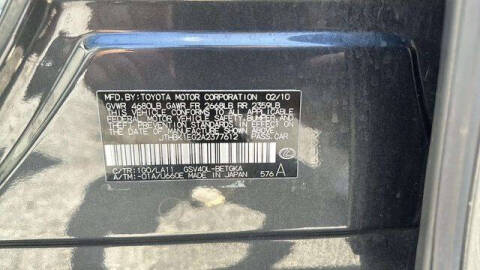 MFD. BY: TOYOTA MOTOR CORPORATION 02/10
GVWR 4680LB, GAWR FR 2668LB RR 2359LB
THIS VEHICLE CONFORMS TO ALL APPLICABLE
FEDERAL MOTOR VEHICLE SAFETY, BUMPER, AND
THEFT PREVENTION STANDARDS IN EFFECT ON
THE DATE OF MANUFACTURE SHOWN ABOVE.
JTHBK1EG2A2377612 PASS.CAR
C/TR: 100/LA11 GSV40L-BETGKA
A/TM: -01A/U660E MADE IN JAPAN 576 A